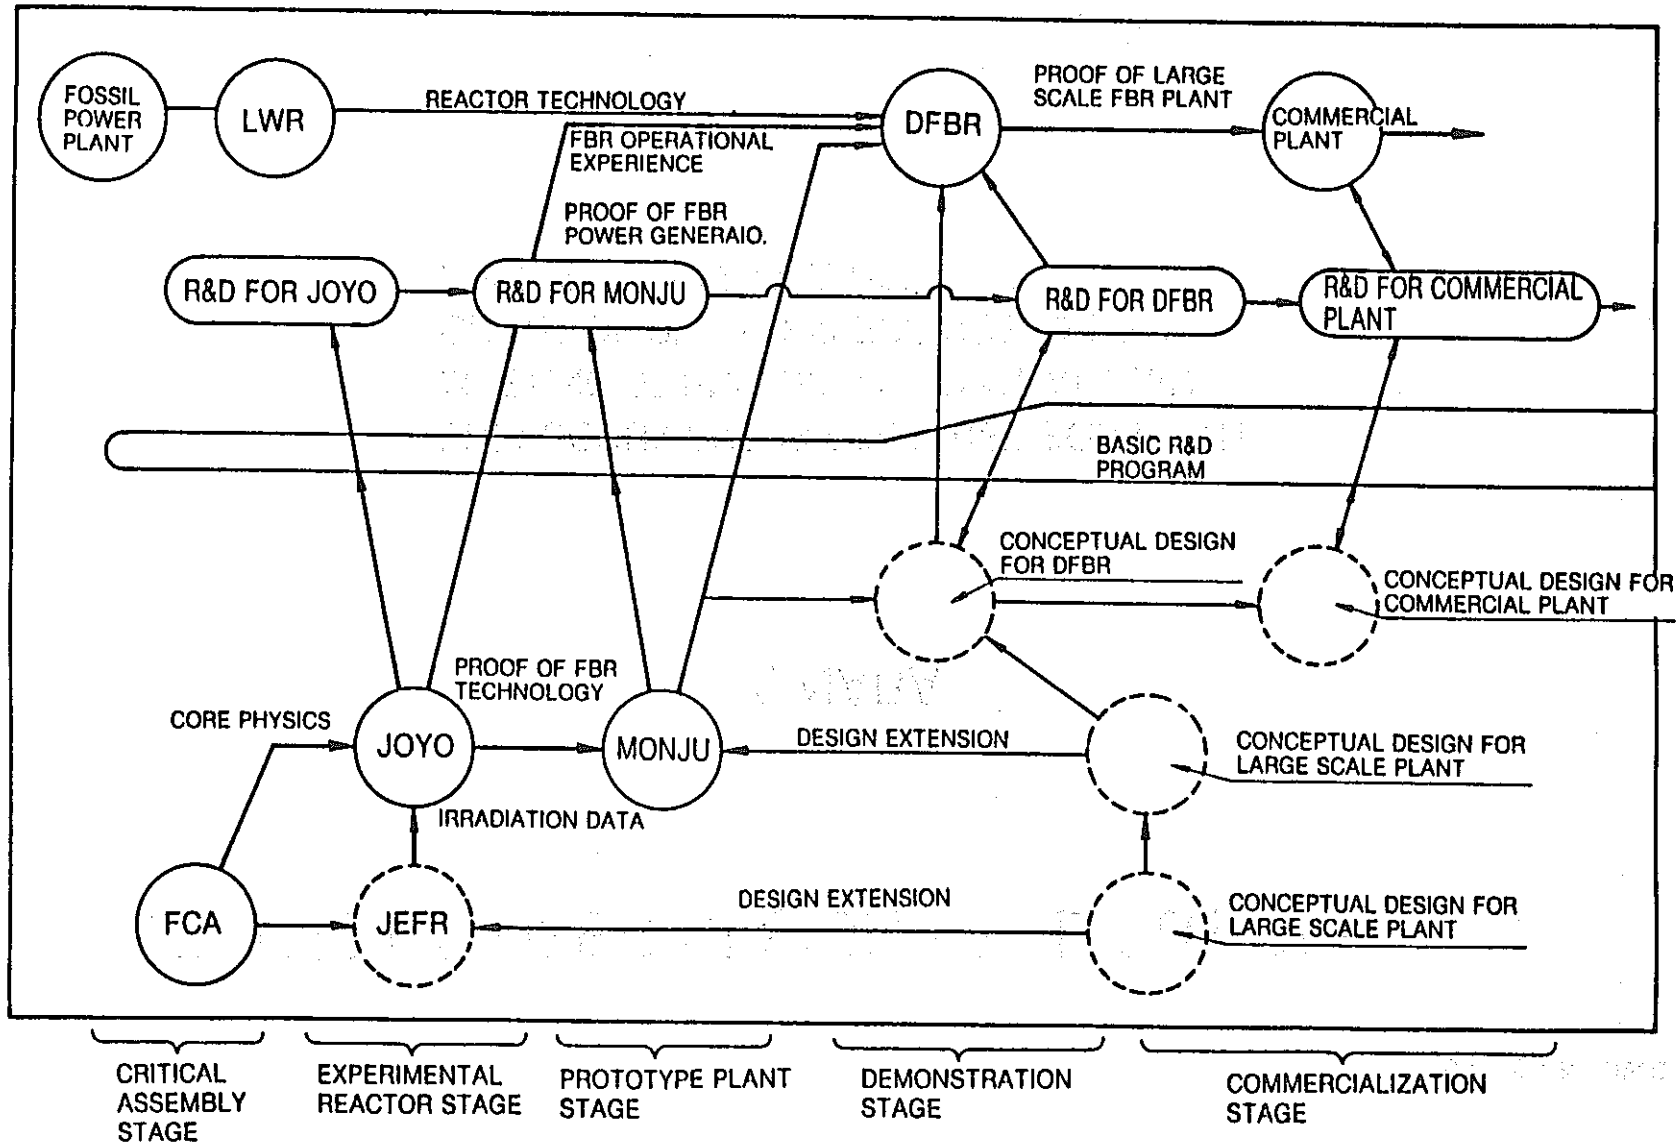 FOSSIL
POWER
PLANT
LWR
REACTOR TECHNOLOGY
DFBR
PROOF OF LARGE
SCALE FBR PLANT
COMMERCIAL
PLANT
FBR OPERATIONAL
EXPERIENCE
PROOF OF FBR
POWER GENERAIO.
R&D FOR JOYO
R&D FOR MONJU
R&D FOR DFBR
R&D FOR COMMERCIAL
PLANT
BASIC R&D
PROGRAM
CONCEPTUAL DESIGN
FOR DFBR
CONCEPTUAL DESIGN FOR
COMMERCIAL PLANT
PROOF OF FBR
TECHNOLOGY
CORE PHYSICS
JOYO
MONJU
DESIGN EXTENSION
CONCEPTUAL DESIGN FOR
LARGE SCALE PLANT
IRRADIATION DATA
FCA
JEFR
DESIGN EXTENSION
CONCEPTUAL DESIGN FOR
LARGE SCALE PLANT
CRITICAL
ASSEMBLY
STAGE
EXPERIMENTAL
REACTOR STAGE
PROTOTYPE PLANT
STAGE
DEMONSTRATION
STAGE
COMMERCIALIZATION
STAGE